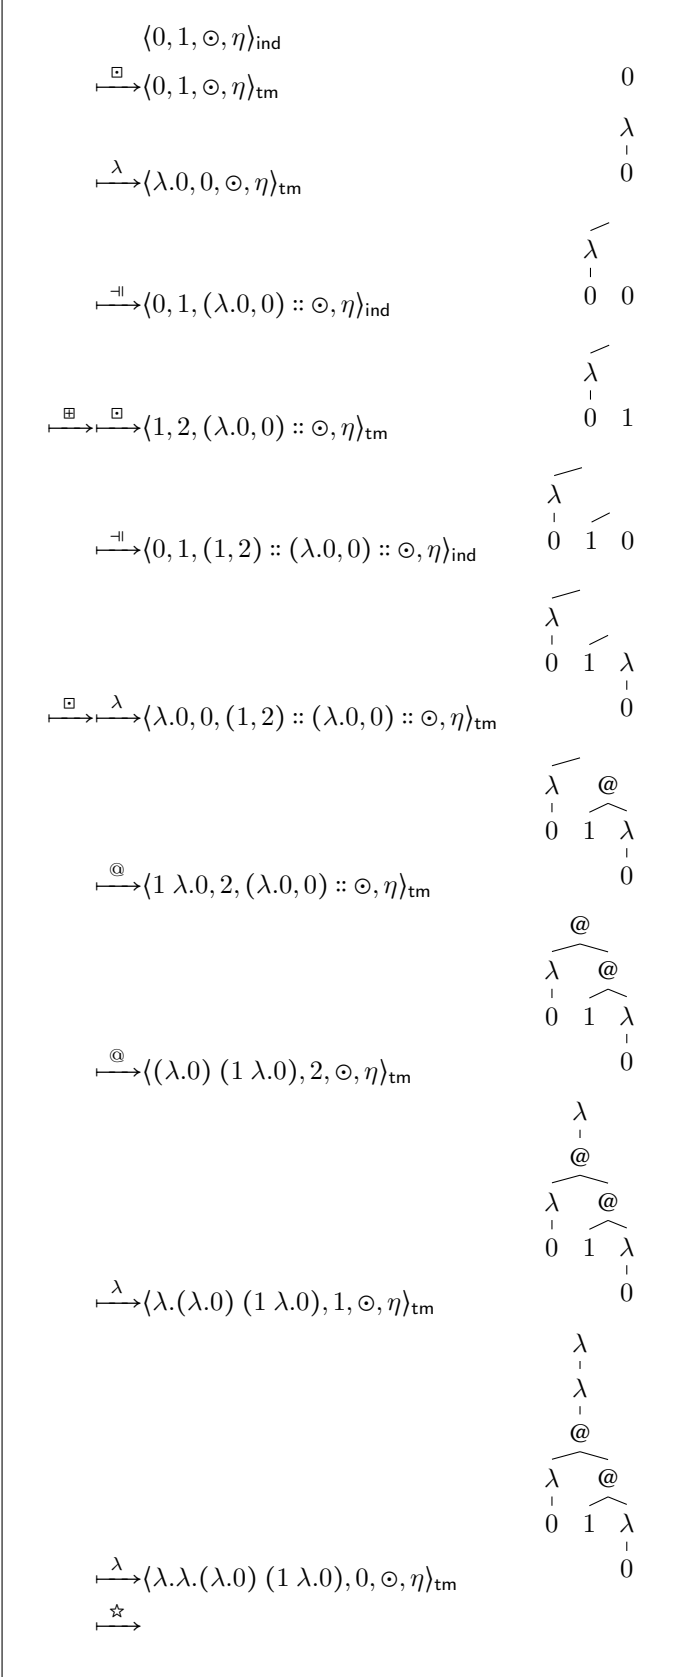 ⟨0, 1, ⊙, η⟩ind
⊡ ⟼ ⟨0, 1, ⊙, η⟩tm 0
λ
λ ⟼ ⟨λ.0, 0, ⊙, η⟩tm 0
λ
⫣ ⟼ ⟨0, 1, (λ.0, 0) :: ⊙, η⟩ind 0 0
λ
⊞ ⟼ ⊡ ⟼ ⟨1, 2, (λ.0, 0) :: ⊙, η⟩tm 0 1
λ
⫣ ⟼ ⟨0, 1, (1, 2) :: (λ.0, 0) :: ⊙, η⟩ind 0 1 0
λ
0 1 λ
⊡ ⟼ λ ⟼ ⟨λ.0, 0, (1, 2) :: (λ.0, 0) :: ⊙, η⟩tm 0
λ @
0 1 λ
@ ⟼ ⟨1 λ.0, 2, (λ.0, 0) :: ⊙, η⟩tm 0
@
λ @
0 1 λ
@ ⟼ ⟨(λ.0) (1 λ.0), 2, ⊙, η⟩tm 0
λ
@
λ @
0 1 λ
λ ⟼ ⟨λ.(λ.0) (1 λ.0), 1, ⊙, η⟩tm 0
λ
λ
@
λ @
0 1 λ
λ ⟼ ⟨λ.λ.(λ.0) (1 λ.0), 0, ⊙, η⟩tm 0
☆ ⟼